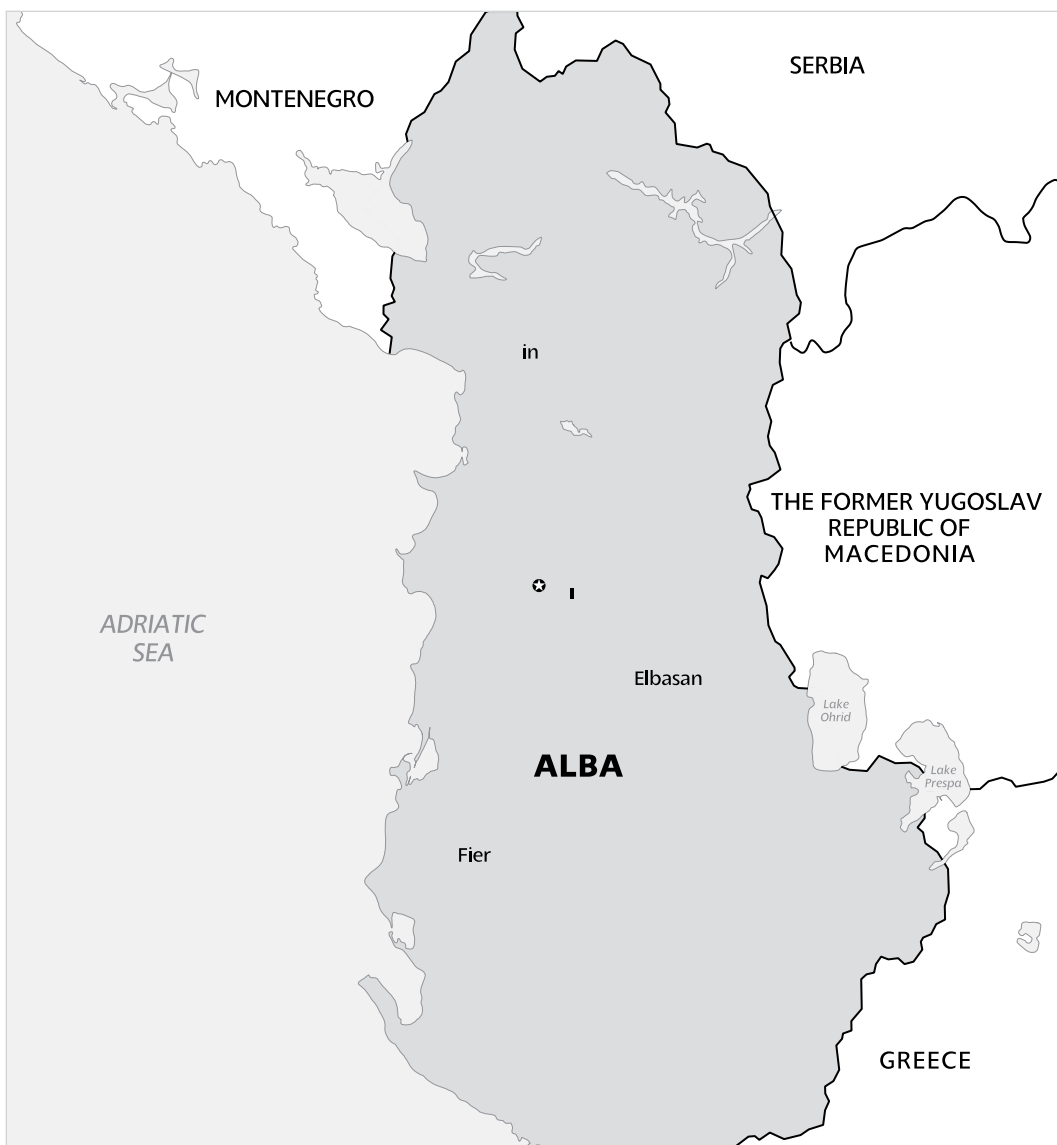 SERBIA
MONTENEGRO
in
THE FORMER YUGOSLAV
REPUBLIC OF
MACEDONIA
ADRIATIC
SEA
Elbasan
Lake
Ohrid
ALBA
Lake
Prespa
Fier
GREECE